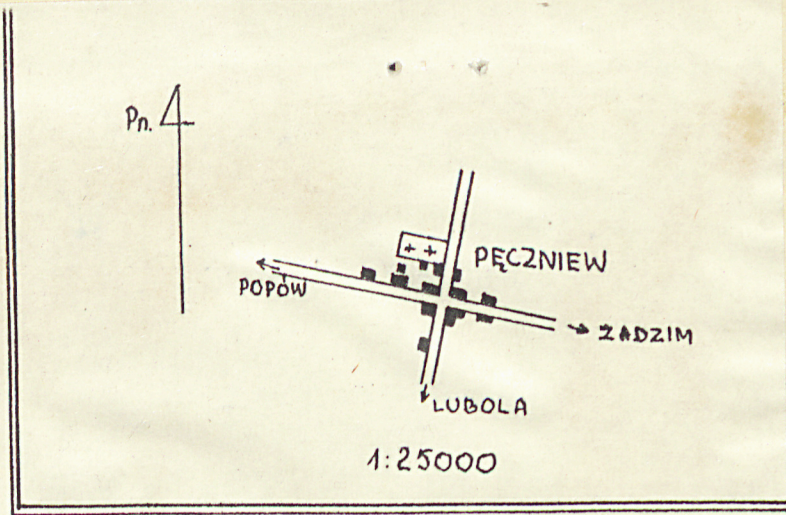 Pn.
PĘCZNIEW
POPÓW
ZADZIM
LUBOLA
1:25000